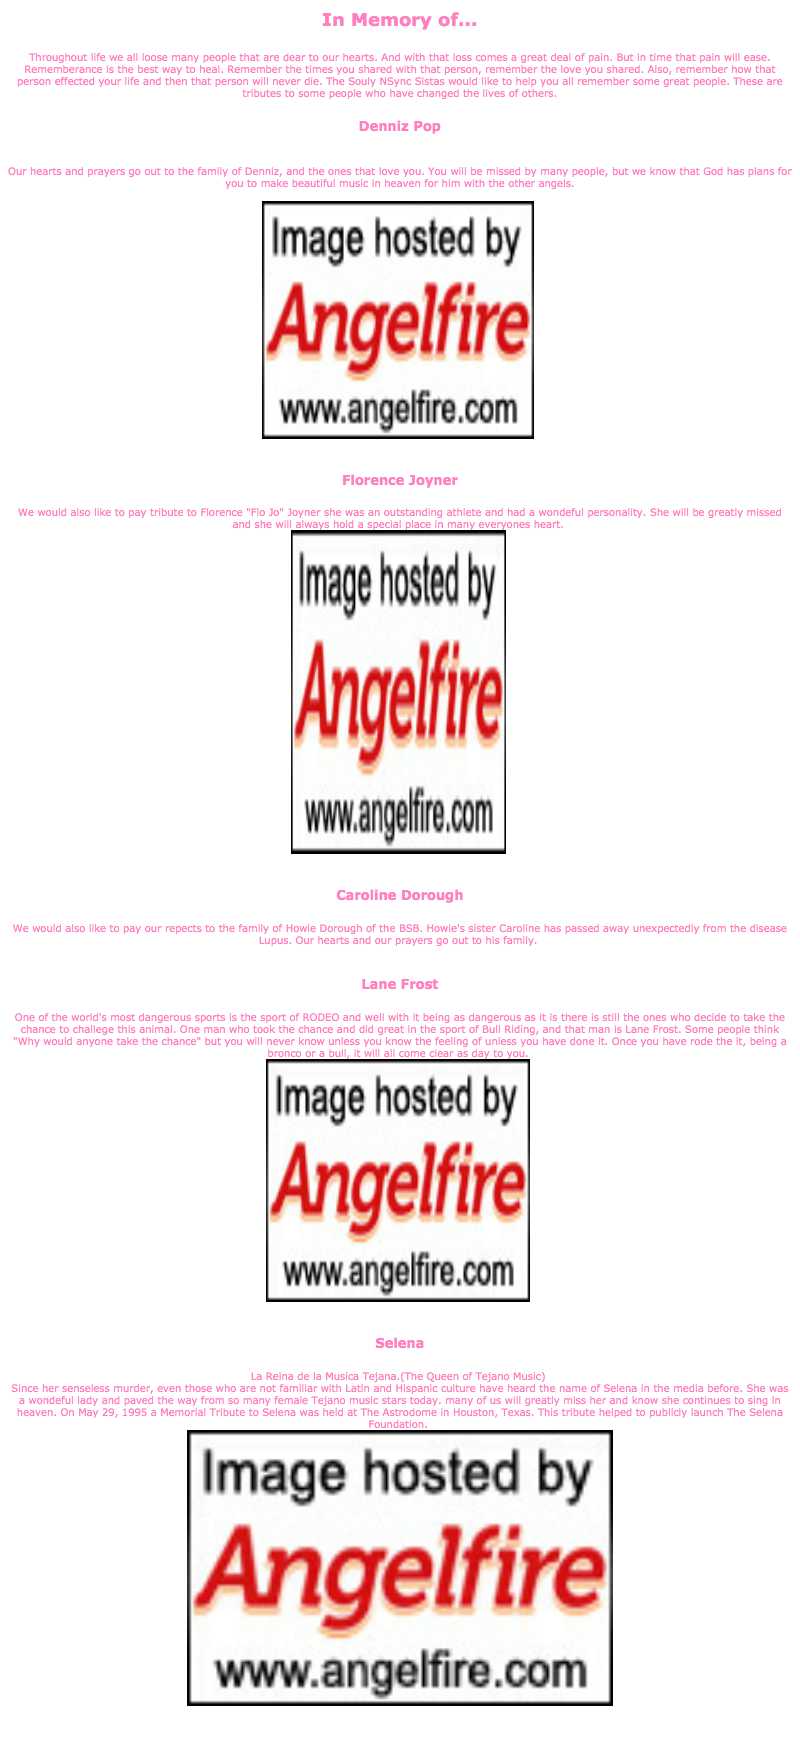 In Memory of...
Throughout life we all loose many people that are dear to our hearts. And with that loss comes a great deal of pain. But in time that pain will ease.
Rememberance is the best way to heal. Remember the times you shared with that person, remember the love you shared. Also, remember how that
person effected your life and then that person will never die. The Souly NSync Sistas would like to help you all remember some great people. These are
tributes to some people who have changed the lives of others.
Denniz Pop
Our hearts and prayers go out to the family of Denniz, and the ones that love you. You will be missed by many people, but we know that God has plans for
you to make beautiful music in heaven for him with the other angels.
Image hosted by
Angelfire
www.angelfire.com
Florence Joyner
We would also like to pay tribute to Florence "Flo Jo" Joyner she was an outstanding athlete and had a wondeful personality. She will be greatly missed
and she will always hold a special place in many everyones heart.
Image hosted by
Angelfire
www.angelfire.com
Caroline Dorough
We would also like to pay our repects to the family of Howie Dorough of the BSB. Howie's sister Caroline has passed away unexpectedly from the disease
Lupus. Our hearts and our prayers go out to his family.
Lane Frost
One of the world's most dangerous sports is the sport of RODEO and well with it being as dangerous as it is there is still the ones who decide to take the
chance to challege this animal. One man who took the chance and did great in the sport of Bull Riding, and that man is Lane Frost. Some people think
"Why would anyone take the chance" but you will never know unless you know the feeling of unless you have done it. Once you have rode the it, being a
bronco or a bull, it will all come clear as day to you.
Image hosted by
Angelfire
www.angelfire.com
Selena
La Reina de la Musica Tejana.(The Queen of Tejano Music)
Since her senseless murder, even those who are not familiar with Latin and Hispanic culture have heard the name of Selena in the media before. She was
a wondeful lady and paved the way from so many female Tejano music stars today. many of us will greatly miss her and know she continues to sing in
heaven. On May 29, 1995 a Memorial Tribute to Selena was held at The Astrodome in Houston, Texas. This tribute helped to publicly launch The Selena
Foundation.
Image hosted by
Angelfire
www.angelfire.com